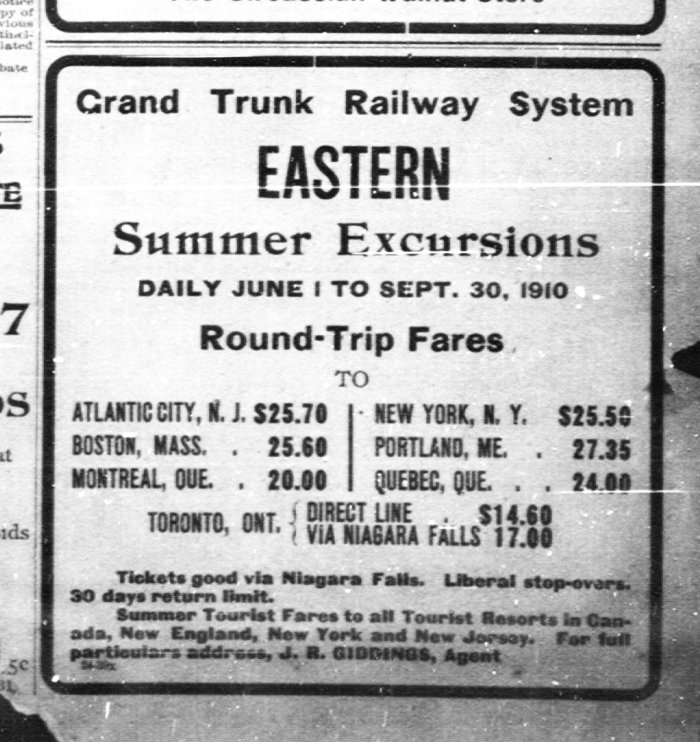 Grand Trunk Railway System
EASTERN
Summer Excursions
DAILY JUNE 1 TO SEPT. 30, 1910
Round-Trip Fares
TO
ATLANTIC CITY, N. J. $25.70 NEW YORK, N. Y. $25.50
BOSTON, MASS. . 25.60 PORTLAND, ME. . 27.35
MONTREAL, QUE. . 20.00 QUEBEC, QUE. . . 24.00
TORONTO, ONT. { DIRECT LINE . $14.60
VIA NIAGARA FALLS 17.00
Tickets good via Niagara Falls. Liberal stop-overs.
30 days return limit.
Summer Tourist Fares to all Tourist Resorts in Can-
ada, New England, New York and New Jersey. For full
particulars address, J. R. GIDDINGS, Agent